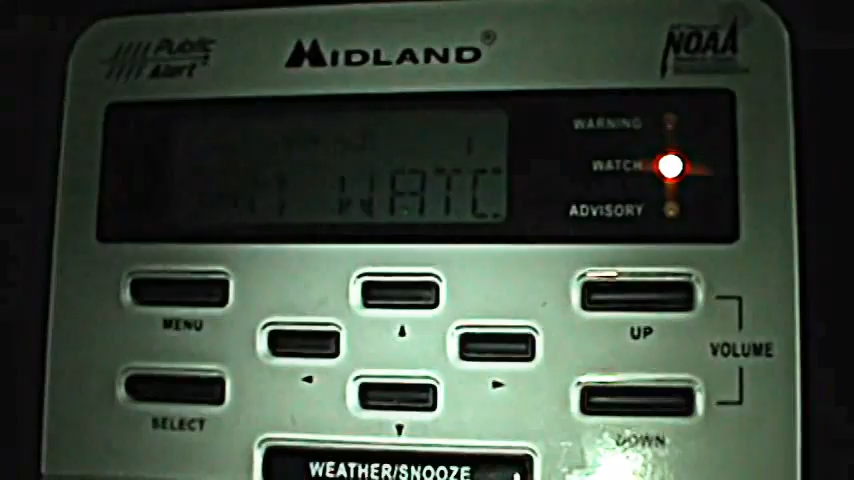 Public Alert
MIDLAND®
NOAA
WARNING
WATCH
WATC
ADVISORY
MENU
UP
VOLUME
SELECT
DOWN
WEATHER/SNOOZE